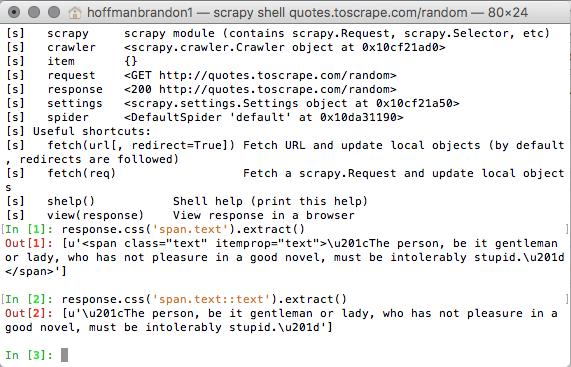 hoffmanbrandon1 — scrapy shell quotes.toscrape.com/random — 80×24
[s]   scrapy     scrapy module (contains scrapy.Request, scrapy.Selector, etc)
[s]   crawler    <scrapy.crawler.Crawler object at 0x10cf21ad0>
[s]   item       {}
[s]   request    <GET http://quotes.toscrape.com/random>
[s]   response   <200 http://quotes.toscrape.com/random>
[s]   settings   <scrapy.settings.Settings object at 0x10cf21a50>
[s]   spider     <DefaultSpider 'default' at 0x10da31190>
[s] Useful shortcuts:
[s]   fetch(url[, redirect=True]) Fetch URL and update local objects (by default
, redirects are followed)
[s]   fetch(req)                  Fetch a scrapy.Request and update local object
s
[s]   shelp()           Shell help (print this help)
[s]   view(response)    View response in a browser
In [1]: response.css('span.text').extract()
Out[1]: [u'<span class="text" itemprop="text">\u201cThe person, be it gentleman
or lady, who has not pleasure in a good novel, must be intolerably stupid.\u201d
</span>']
In [2]: response.css('span.text::text').extract()
Out[2]: [u'\u201cThe person, be it gentleman or lady, who has not pleasure in a
good novel, must be intolerably stupid.\u201d']
In [3]: